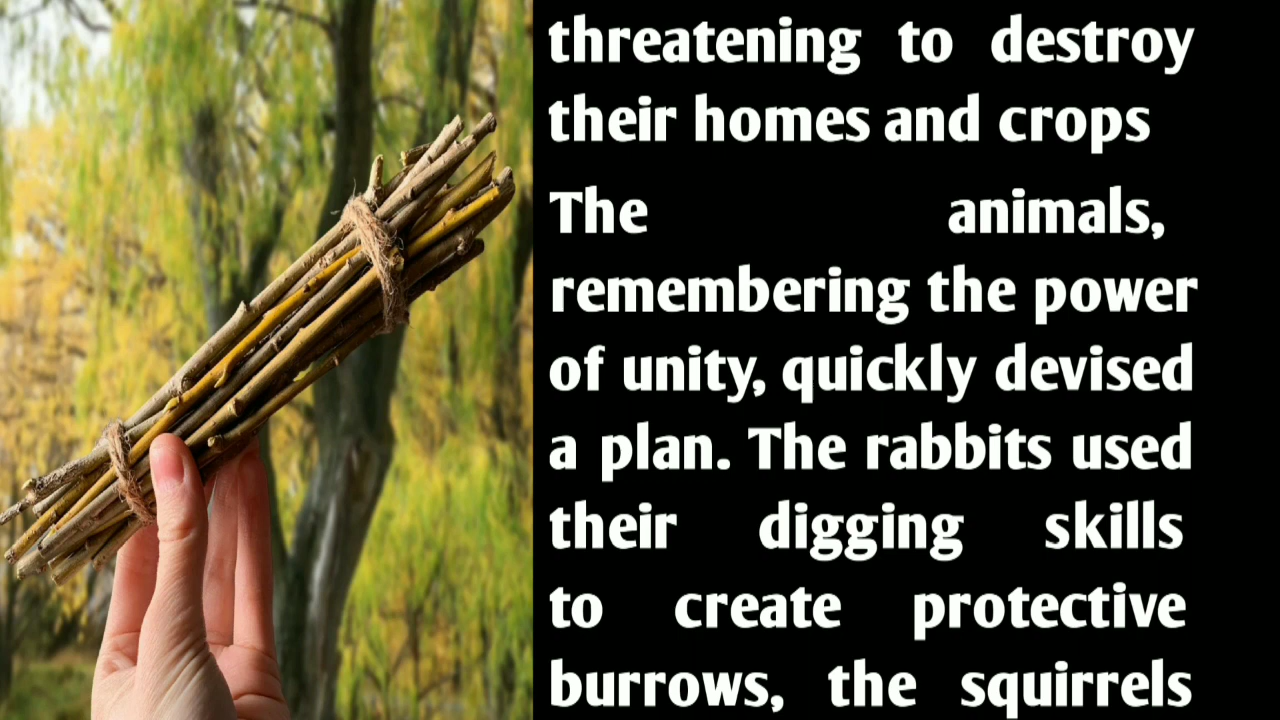 threatening to destroy
their homes and crops
The animals,
remembering the power
of unity, quickly devised
a plan. The rabbits used
their digging skills
to create protective
burrows, the squirrels